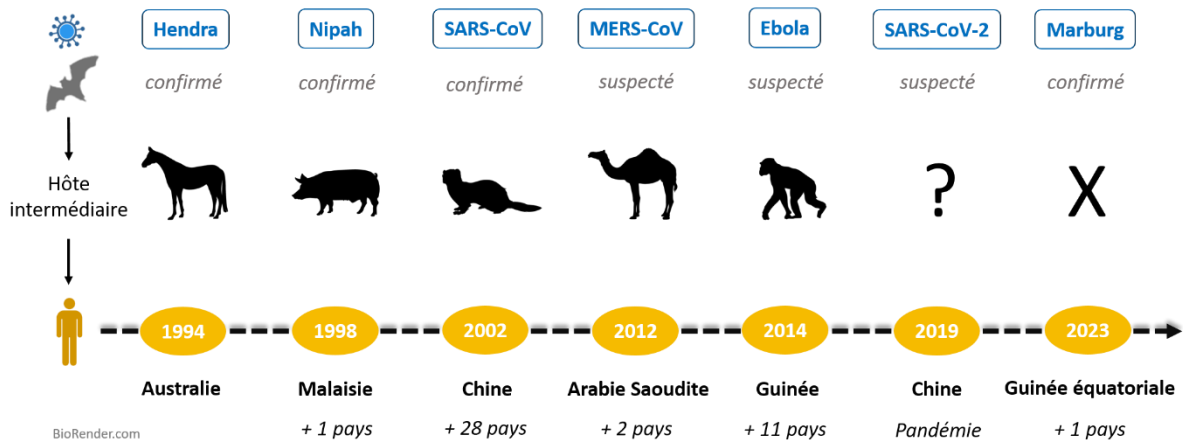 Hendra Nipah SARS-CoV MERS-CoV Ebola SARS-CoV-2 Marburg
confirmé confirmé confirmé suspecté suspecté suspecté confirmé
Hôte
intermédiaire
? X
1994 1998 2002 2012 2014 2019 2023
Australie Malaisie Chine Arabie Saoudite Guinée Chine Guinée équatoriale
+ 1 pays + 28 pays + 2 pays + 11 pays Pandémie + 1 pays
BioRender.com